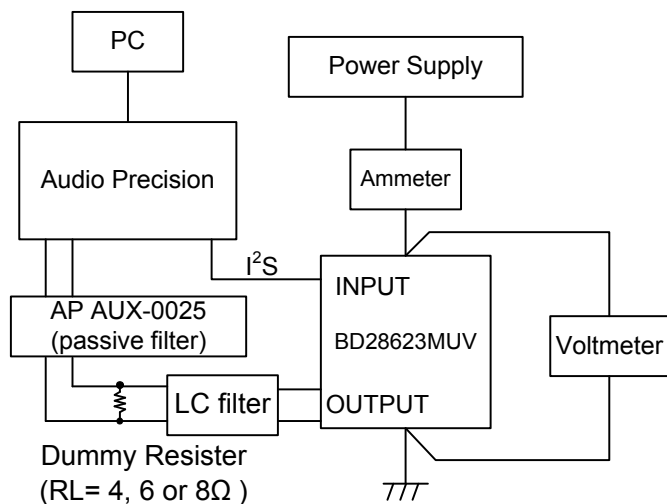 PC
Power Supply
Audio Precision
Ammeter
I²S
INPUT
AP AUX-0025
(passive filter)
BD28623MUV
Voltmeter
LC filter
OUTPUT
Dummy Resister
(RL= 4, 6 or 8Ω )